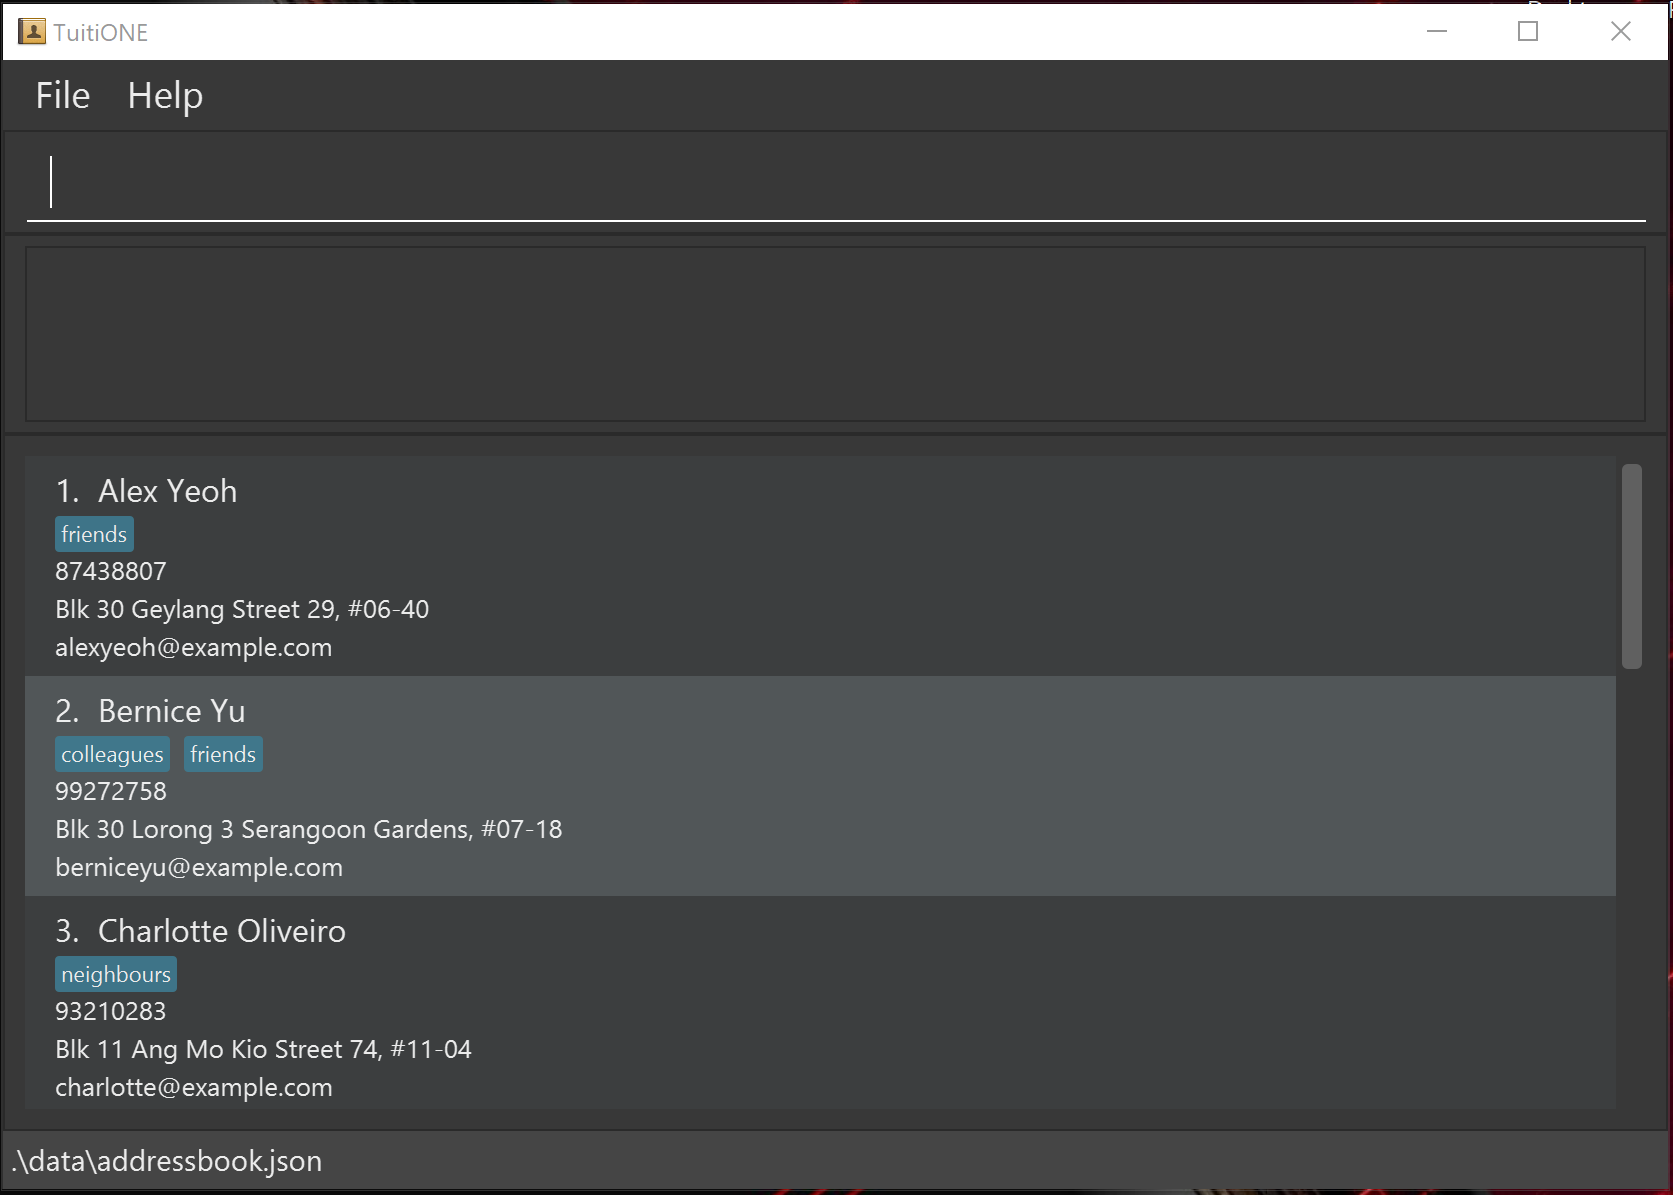 TuitiONE
File Help
1. Alex Yeoh
friends
87438807
Blk 30 Geylang Street 29, #06-40
alexyeoh@example.com
2. Bernice Yu
colleagues friends
99272758
Blk 30 Lorong 3 Serangoon Gardens, #07-18
berniceyu@example.com
3. Charlotte Oliveiro
neighbours
93210283
Blk 11 Ang Mo Kio Street 74, #11-04
charlotte@example.com
.\data\addressbook.json